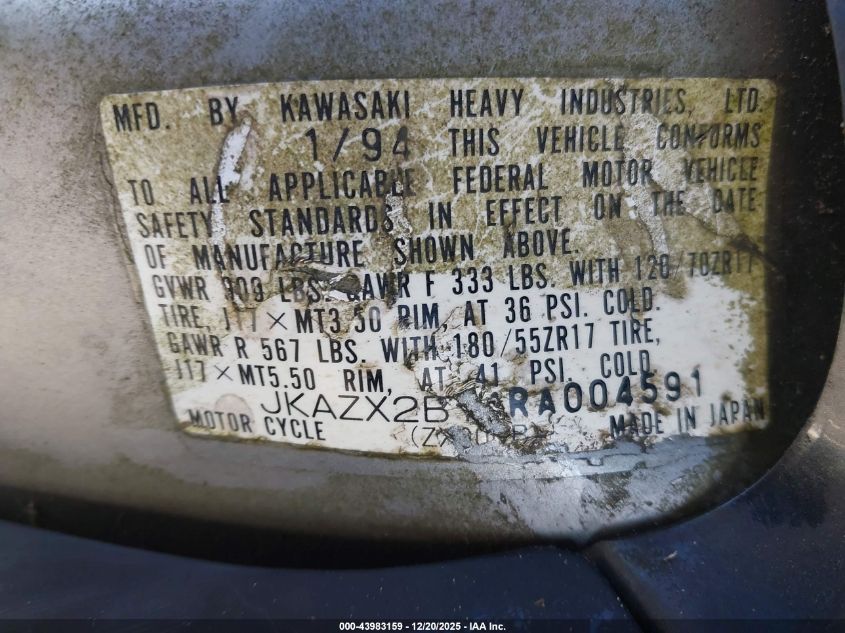 MFD. BY KAWASAKI HEAVY INDUSTRIES, LTD.
1/94 THIS VEHICLE CONFORMS
TO ALL APPLICABLE FEDERAL MOTOR VEHICLE
SAFETY STANDARDS IN EFFECT ON THE DATE
OF MANUFACTURE SHOWN ABOVE.
GVWR LBS. GAWR F 333 LBS. WITH 120/70ZR17
TIRE, J17×MT3.50 RIM, AT 36 PSI. COLD.
GAWR R 567 LBS. WITH 180/55ZR17 TIRE,
J17×MT5.50 RIM, AT 41 PSI. COLD.
JKAZX2B RA004591
MOTOR CYCLE MADE IN JAPAN
000-43983159 | 12/20/2025 - IAA Inc.